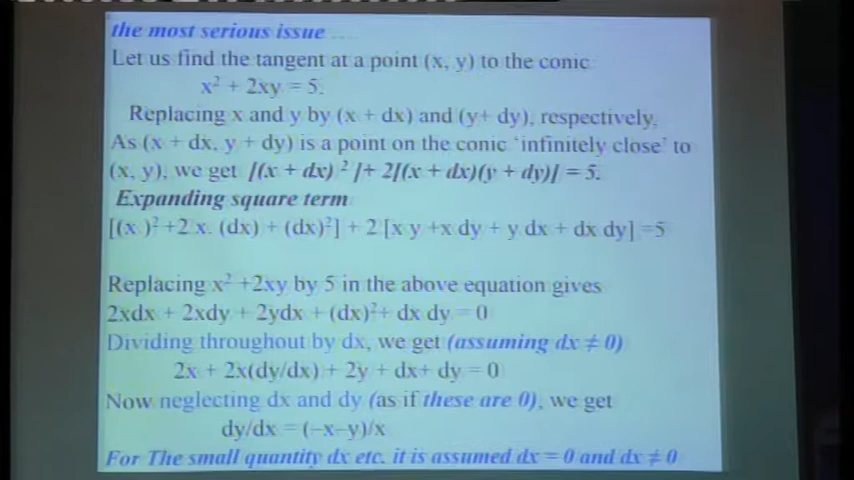 the most serious issue ...
Let us find the tangent at a point (x, y) to the conic
x² + 2xy = 5.
Replacing x and y by (x + dx) and (y+ dy), respectively.
As (x + dx, y + dy) is a point on the conic 'infinitely close' to
(x, y), we get [(x + dx) ² ]+ 2[(x + dx)(y + dy)] = 5.
Expanding square term
[(x )² +2 x. (dx) + (dx)²] + 2 [x y +x dy + y dx + dx dy] =5
Replacing x² +2xy by 5 in the above equation gives
2xdx + 2xdy + 2ydx + (dx)²+ dx dy = 0
Dividing throughout by dx, we get (assuming dx ≠ 0)
2x + 2x(dy/dx) + 2y + dx+ dy = 0
Now neglecting dx and dy (as if these are 0), we get
dy/dx = (–x–y)/x
For The small quantity dx etc. it is assumed dx = 0 and dx ≠ 0